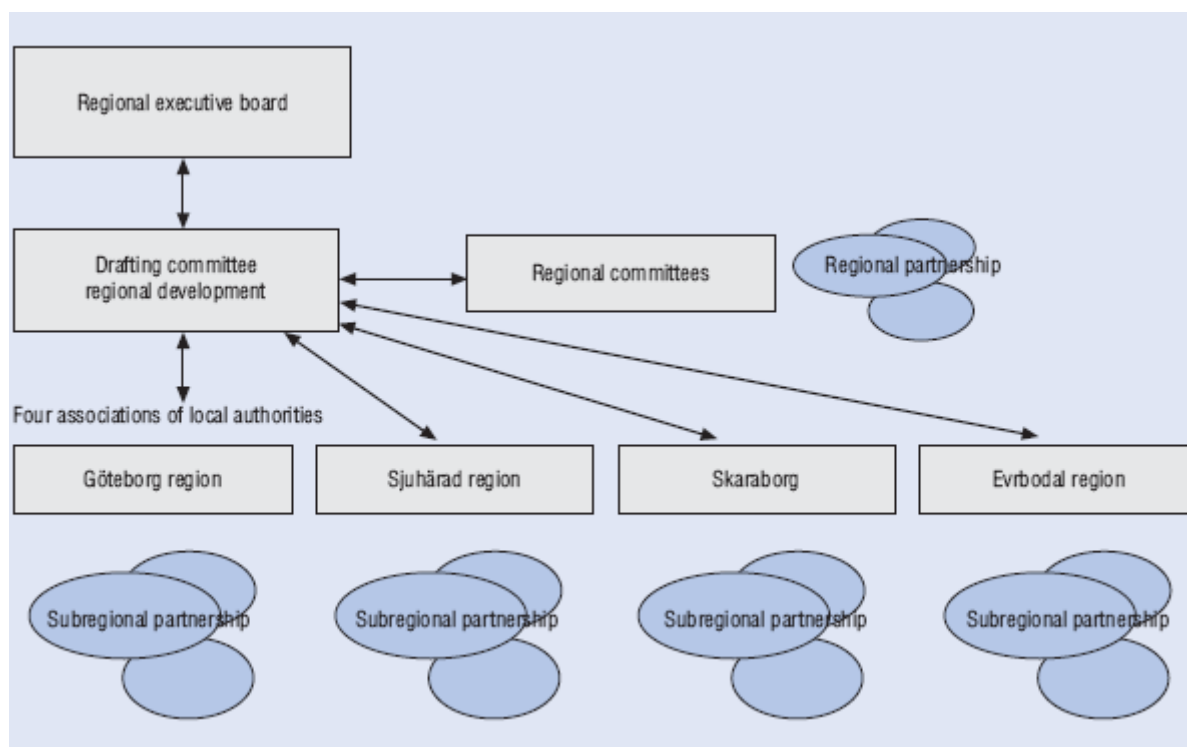 Regional executive board
Drafting committee
regional development
Regional committees
Regional partnership
Four associations of local authorities
Göteborg region
Sjuhärad region
Skaraborg
Evrbodal region
Subregional partnership
Subregional partnership
Subregional partnership
Subregional partnership